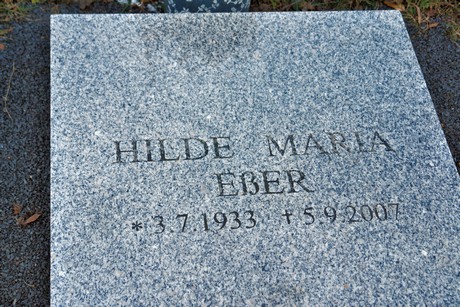 HILDE MARIA
EßER
* 3.7.1933 † 5.9.2007